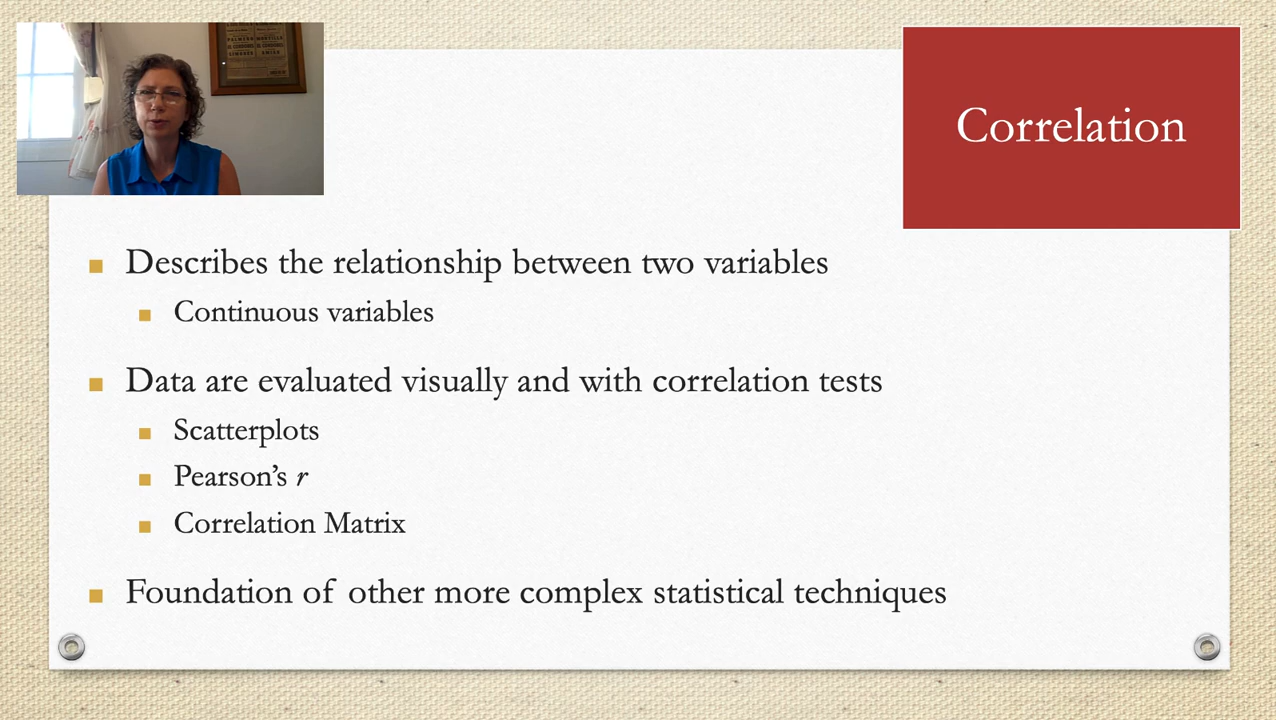 Correlation
Describes the relationship between two variables
Continuous variables
Data are evaluated visually and with correlation tests
Scatterplots
Pearson’s r
Correlation Matrix
Foundation of other more complex statistical techniques